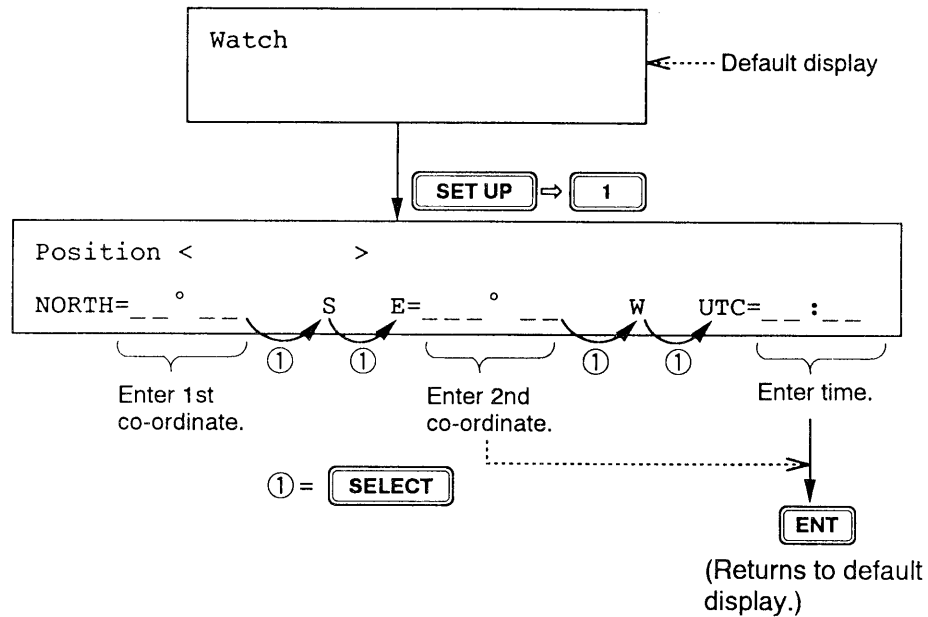 Watch
Default display
SET UP ⇨ 1
Position < >
NORTH=_ _ ° _ _ S E=_ _ _ ° _ _ W UTC=_ _ : _ _
① ① ① ①
Enter 1st
co-ordinate.
Enter 2nd
co-ordinate.
Enter time.
① = SELECT
ENT
(Returns to default
display.)